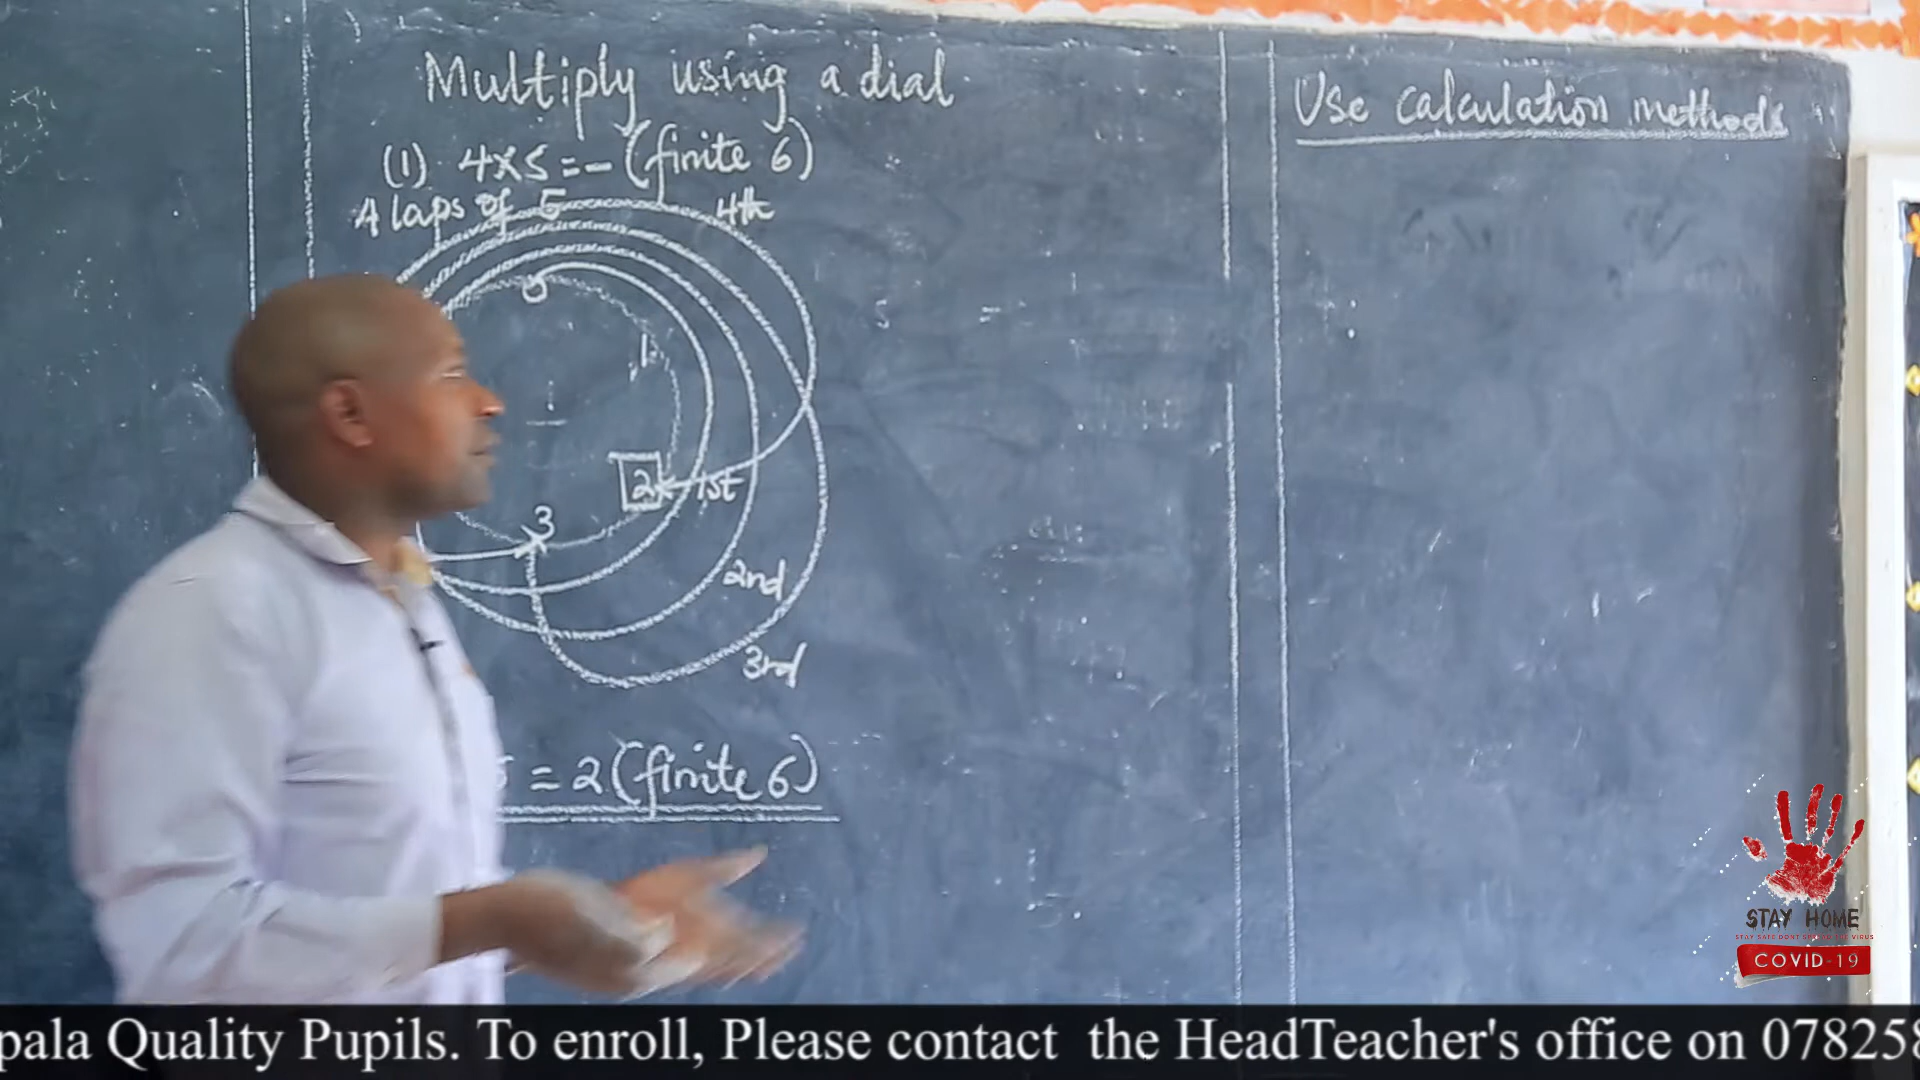 Multiply using a dial
(1) 4x5=-(finite 6)
4 laps of 5
4th
0
1
2
1st
3
2nd
3rd
5 = 2 (finite 6)
Use calculation methods
STAY HOME
COVID-19
pala Quality Pupils. To enroll, Please contact the HeadTeacher's office on 078258